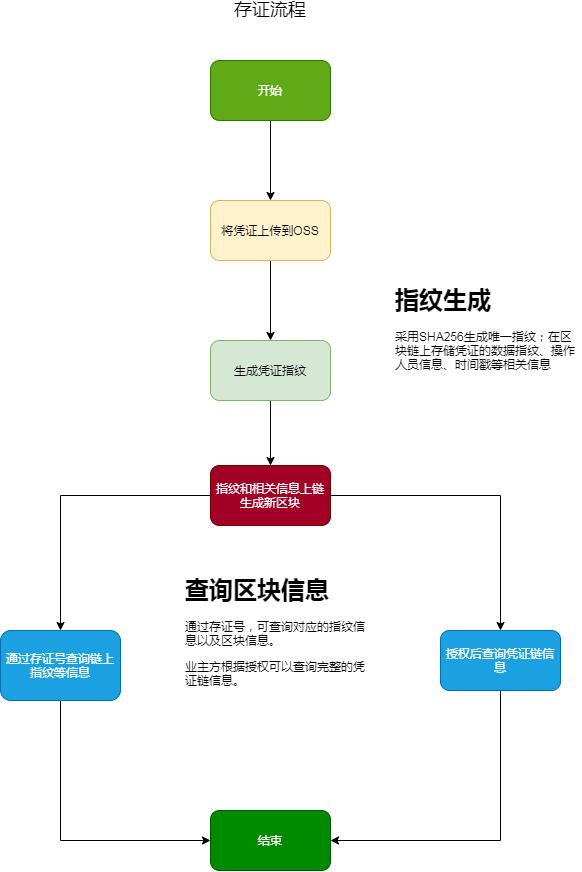 存证流程
开始
将凭证上传到OSS
指纹生成
采用SHA256生成唯一指纹；在区
块链上存储凭证的数据指纹、操作
人员信息、时间戳等相关信息
生成凭证指纹
指纹和相关信息上链
生成新区块
查询区块信息
通过存证号，可查询对应的指纹信
息以及区块信息。
业主方根据授权可以查询完整的凭
证链信息。
通过存证号查询链上
指纹等信息
授权后查询凭证链信
息
结束